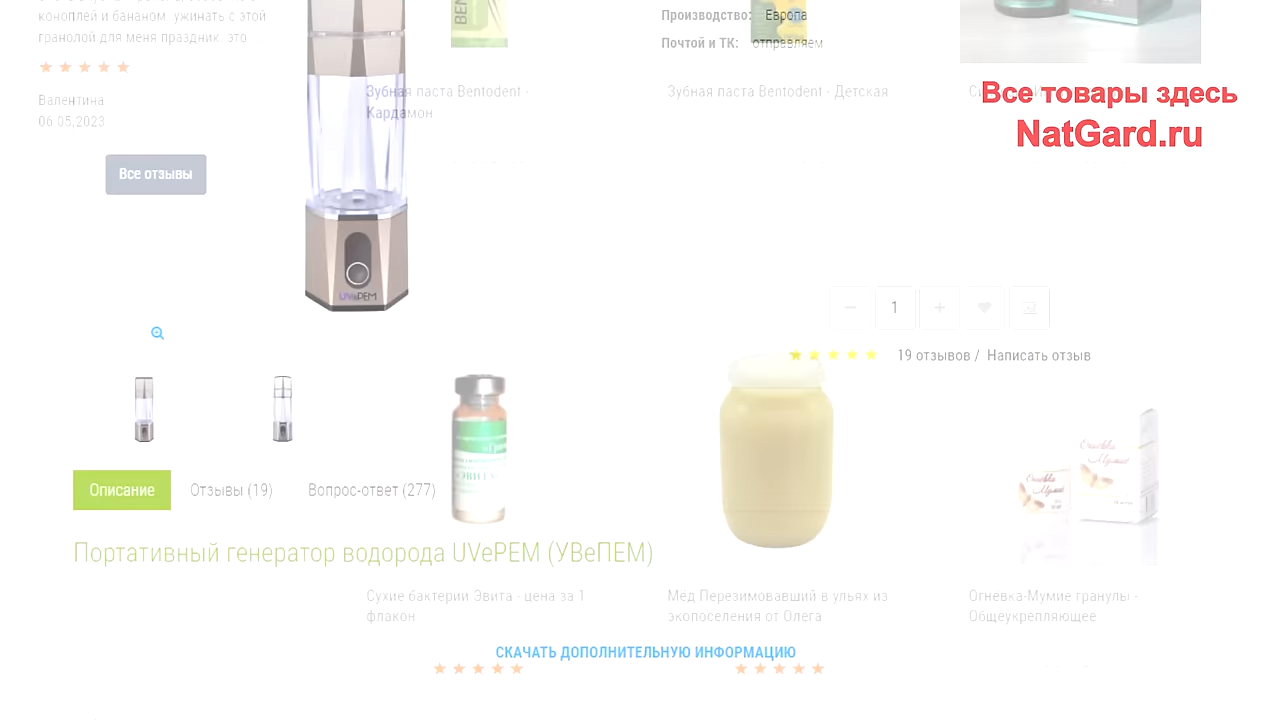 коноплей и бананом ужинать с этой
гранолой для меня праздник это
Валентина
06.05.2023
Все отзывы
Производство: Европа
Почтой и ТК: отправляем
Зубная паста Bentodent -
Кардамон
Зубная паста Bentodent - Детская
Все товары здесь
NatGard.ru
UVePEM
1
19 отзывов / Написать отзыв
Описание
Отзывы (19)
Вопрос-ответ (277)
Портативный генератор водорода UVePEM (УВеПЕМ)
Сухие бактерии Эвита - цена за 1
флакон
Мед Перезимовавший в ульях из
экопоселения от Олега
Огневка-Мумие гранулы -
Общеукрепляющее
СКАЧАТЬ ДОПОЛНИТЕЛЬНУЮ ИНФОРМАЦИЮ